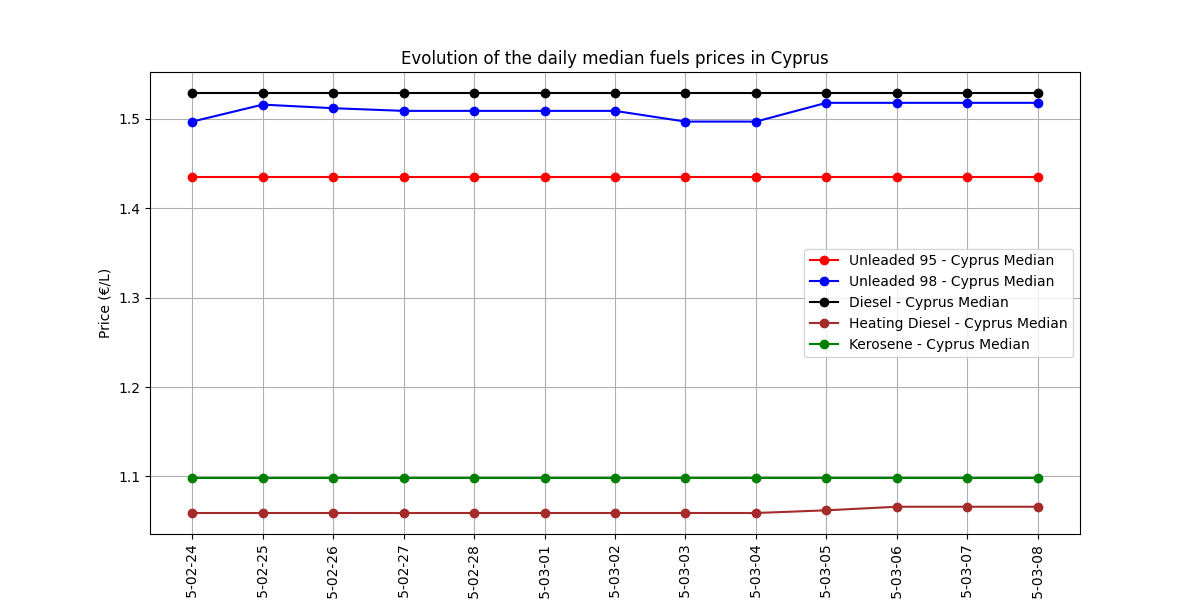 Evolution of the daily median fuels prices in Cyprus
Price (€/L)
1.5
1.4
1.3
1.2
1.1
Unleaded 95 - Cyprus Median
Unleaded 98 - Cyprus Median
Diesel - Cyprus Median
Heating Diesel - Cyprus Median
Kerosene - Cyprus Median
5-02-24
5-02-25
5-02-26
5-02-27
5-02-28
5-03-01
5-03-02
5-03-03
5-03-04
5-03-05
5-03-06
5-03-07
5-03-08